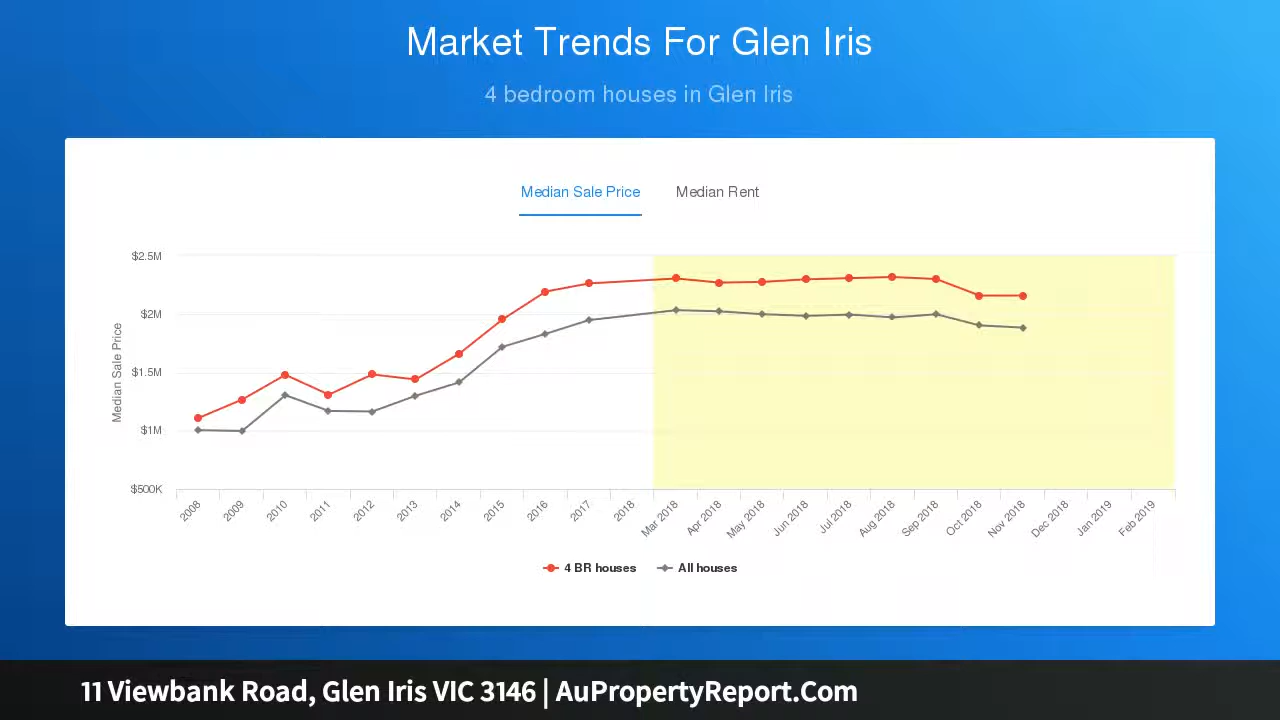 Market Trends For Glen Iris
4 bedroom houses in Glen Iris
Median Sale Price Median Rent
$2.5M
$2M
$1.5M
$1M
$500K
Median Sale Price
2008 2009 2010 2011 2012 2013 2014 2015 2016 2017 2018 Mar 2018 Apr 2018 May 2018 Jun 2018 Jul 2018 Aug 2018 Sep 2018 Oct 2018 Nov 2018 Dec 2018 Jan 2019 Feb 2019
4 BR houses All houses
11 Viewbank Road, Glen Iris VIC 3146 | AuPropertyReport.Com